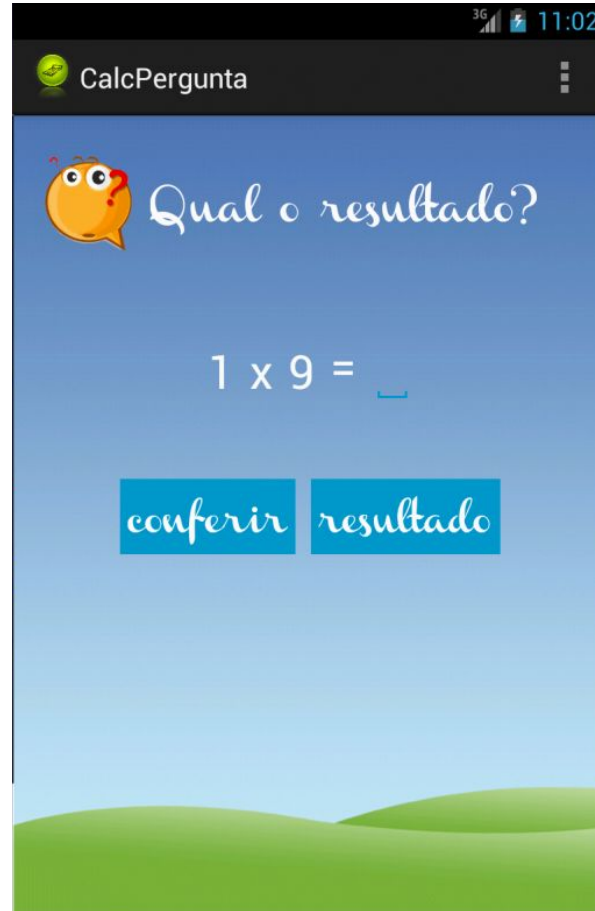 3G 11:02
CalcPergunta
Qual o resultado?
1 x 9 =
conferir resultado